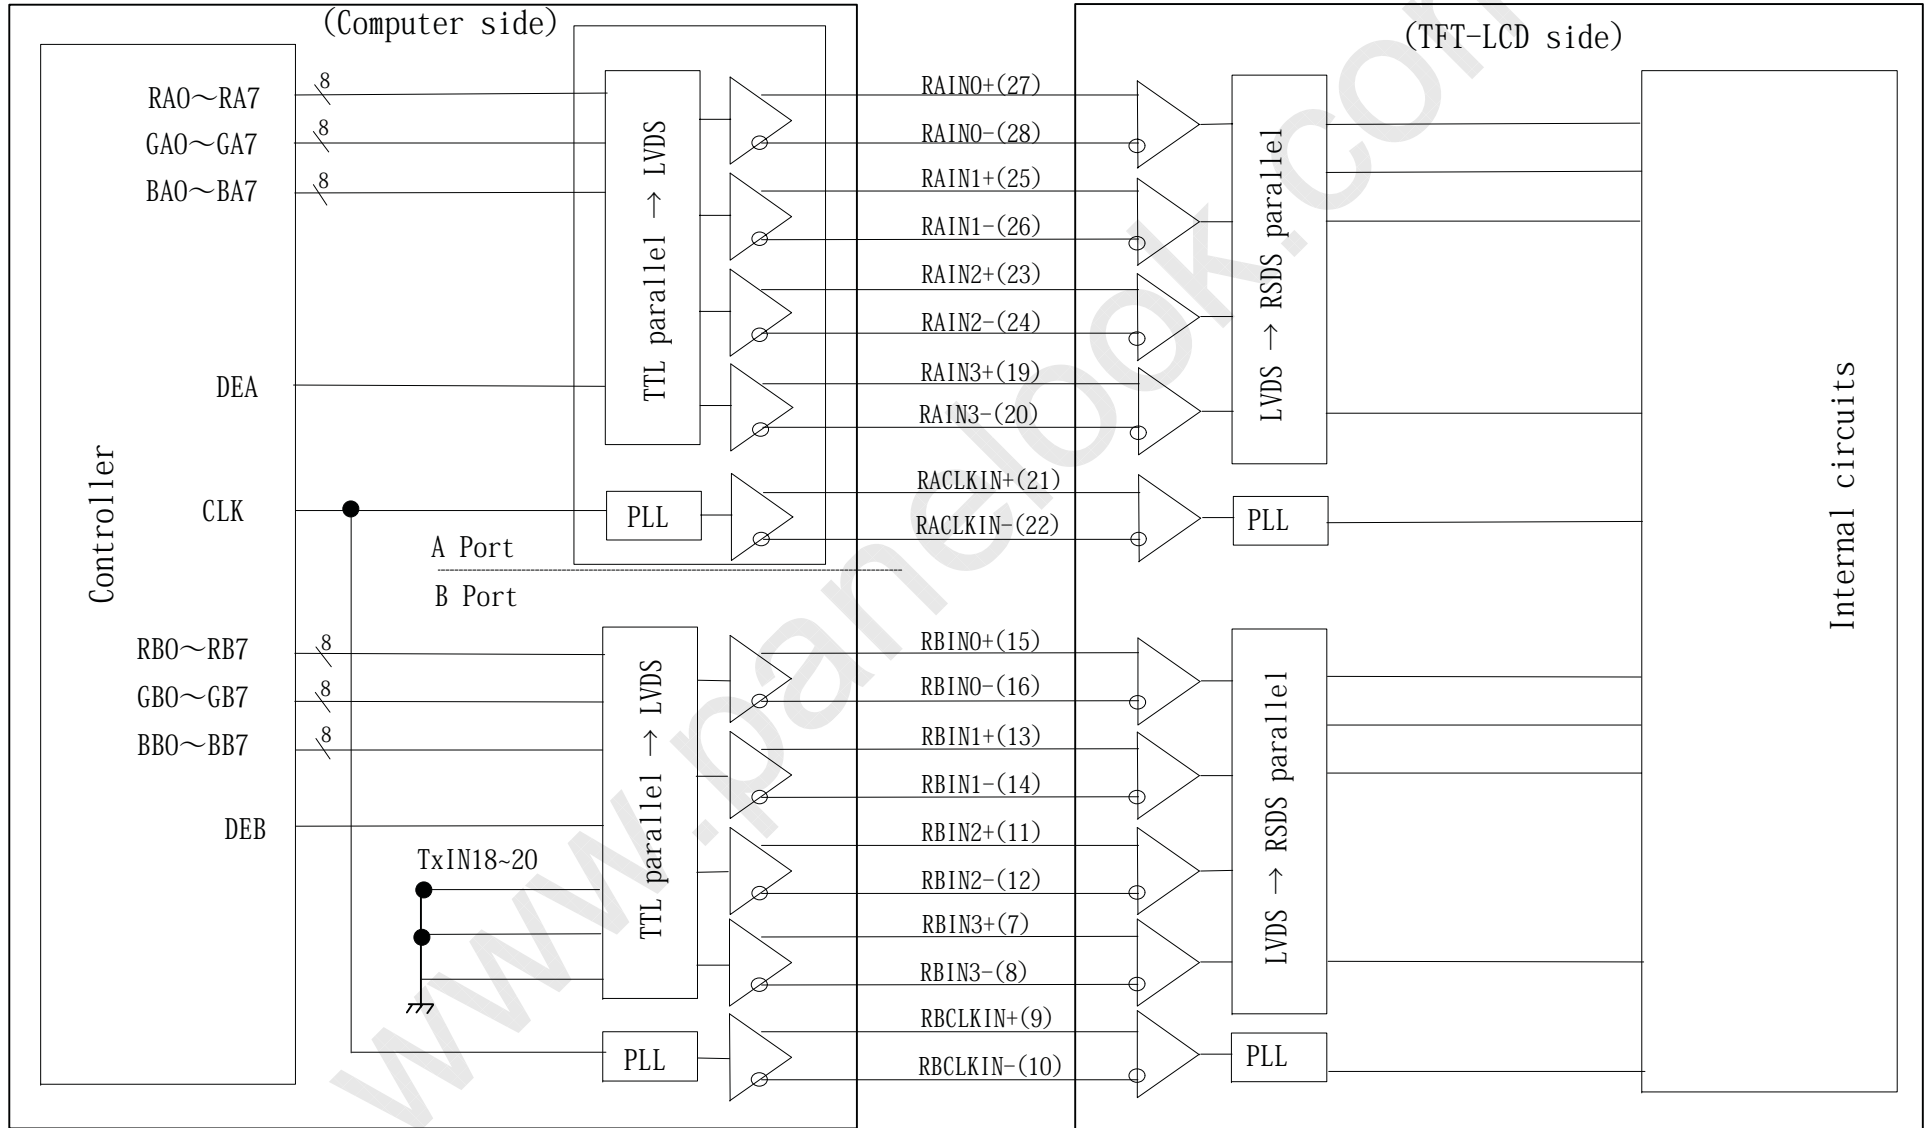 (Computer side)
(TFT-LCD side)
Controller
RA0～RA7
8
GA0～GA7
8
BA0～BA7
8
DEA
CLK
TTL parallel → LVDS
PLL
A Port
B Port
RAIN0+(27)
RAIN0-(28)
RAIN1+(25)
RAIN1-(26)
RAIN2+(23)
RAIN2-(24)
RAIN3+(19)
RAIN3-(20)
RACLKIN+(21)
RACLKIN-(22)
LVDS → RSDS parallel
PLL
Internal circuits
RB0～RB7
8
GB0～GB7
8
BB0～BB7
8
DEB
TxIN18~20
TTL parallel → LVDS
PLL
RBIN0+(15)
RBIN0-(16)
RBIN1+(13)
RBIN1-(14)
RBIN2+(11)
RBIN2-(12)
RBIN3+(7)
RBIN3-(8)
RBCLKIN+(9)
RBCLKIN-(10)
LVDS → RSDS parallel
PLL
www.panelook.com